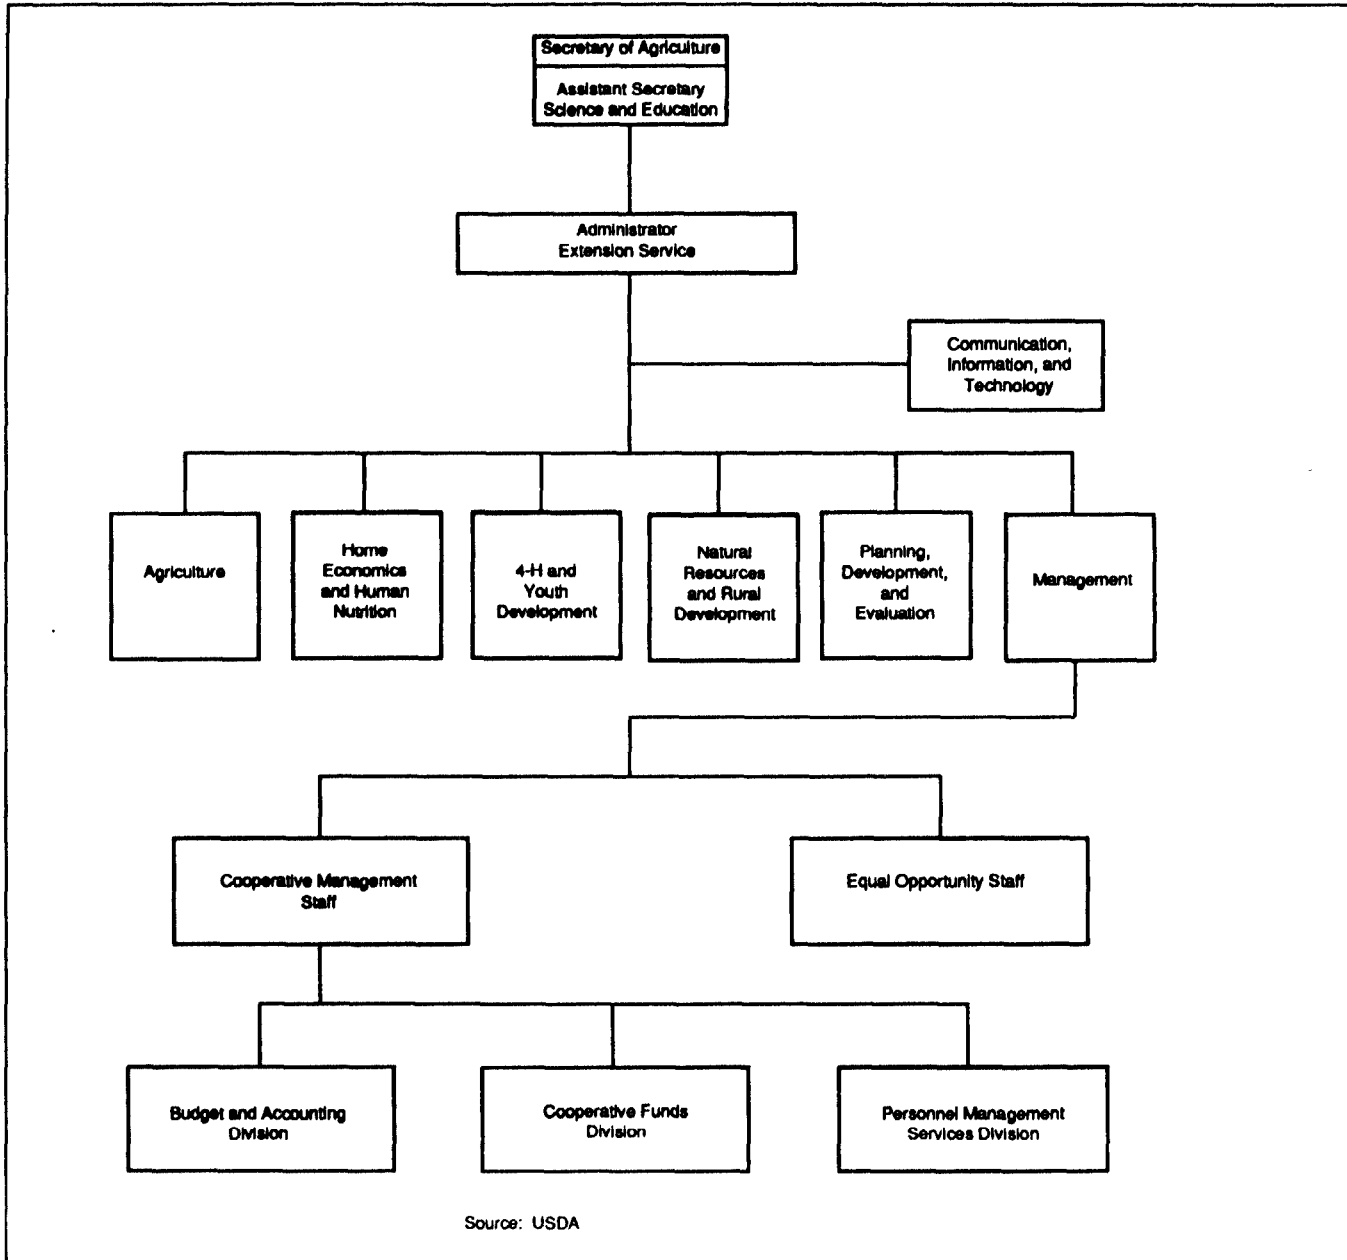 Secretary of Agriculture
Assistant Secretary
Science and Education
Administrator
Extension Service
Communication,
Information, and
Technology
Agriculture
Home
Economics
and Human
Nutrition
4-H and
Youth
Development
Natural
Resources
and Rural
Development
Planning,
Development,
and
Evaluation
Management
Cooperative Management
Staff
Equal Opportunity Staff
Budget and Accounting
Division
Cooperative Funds
Division
Personnel Management
Services Division
Source: USDA